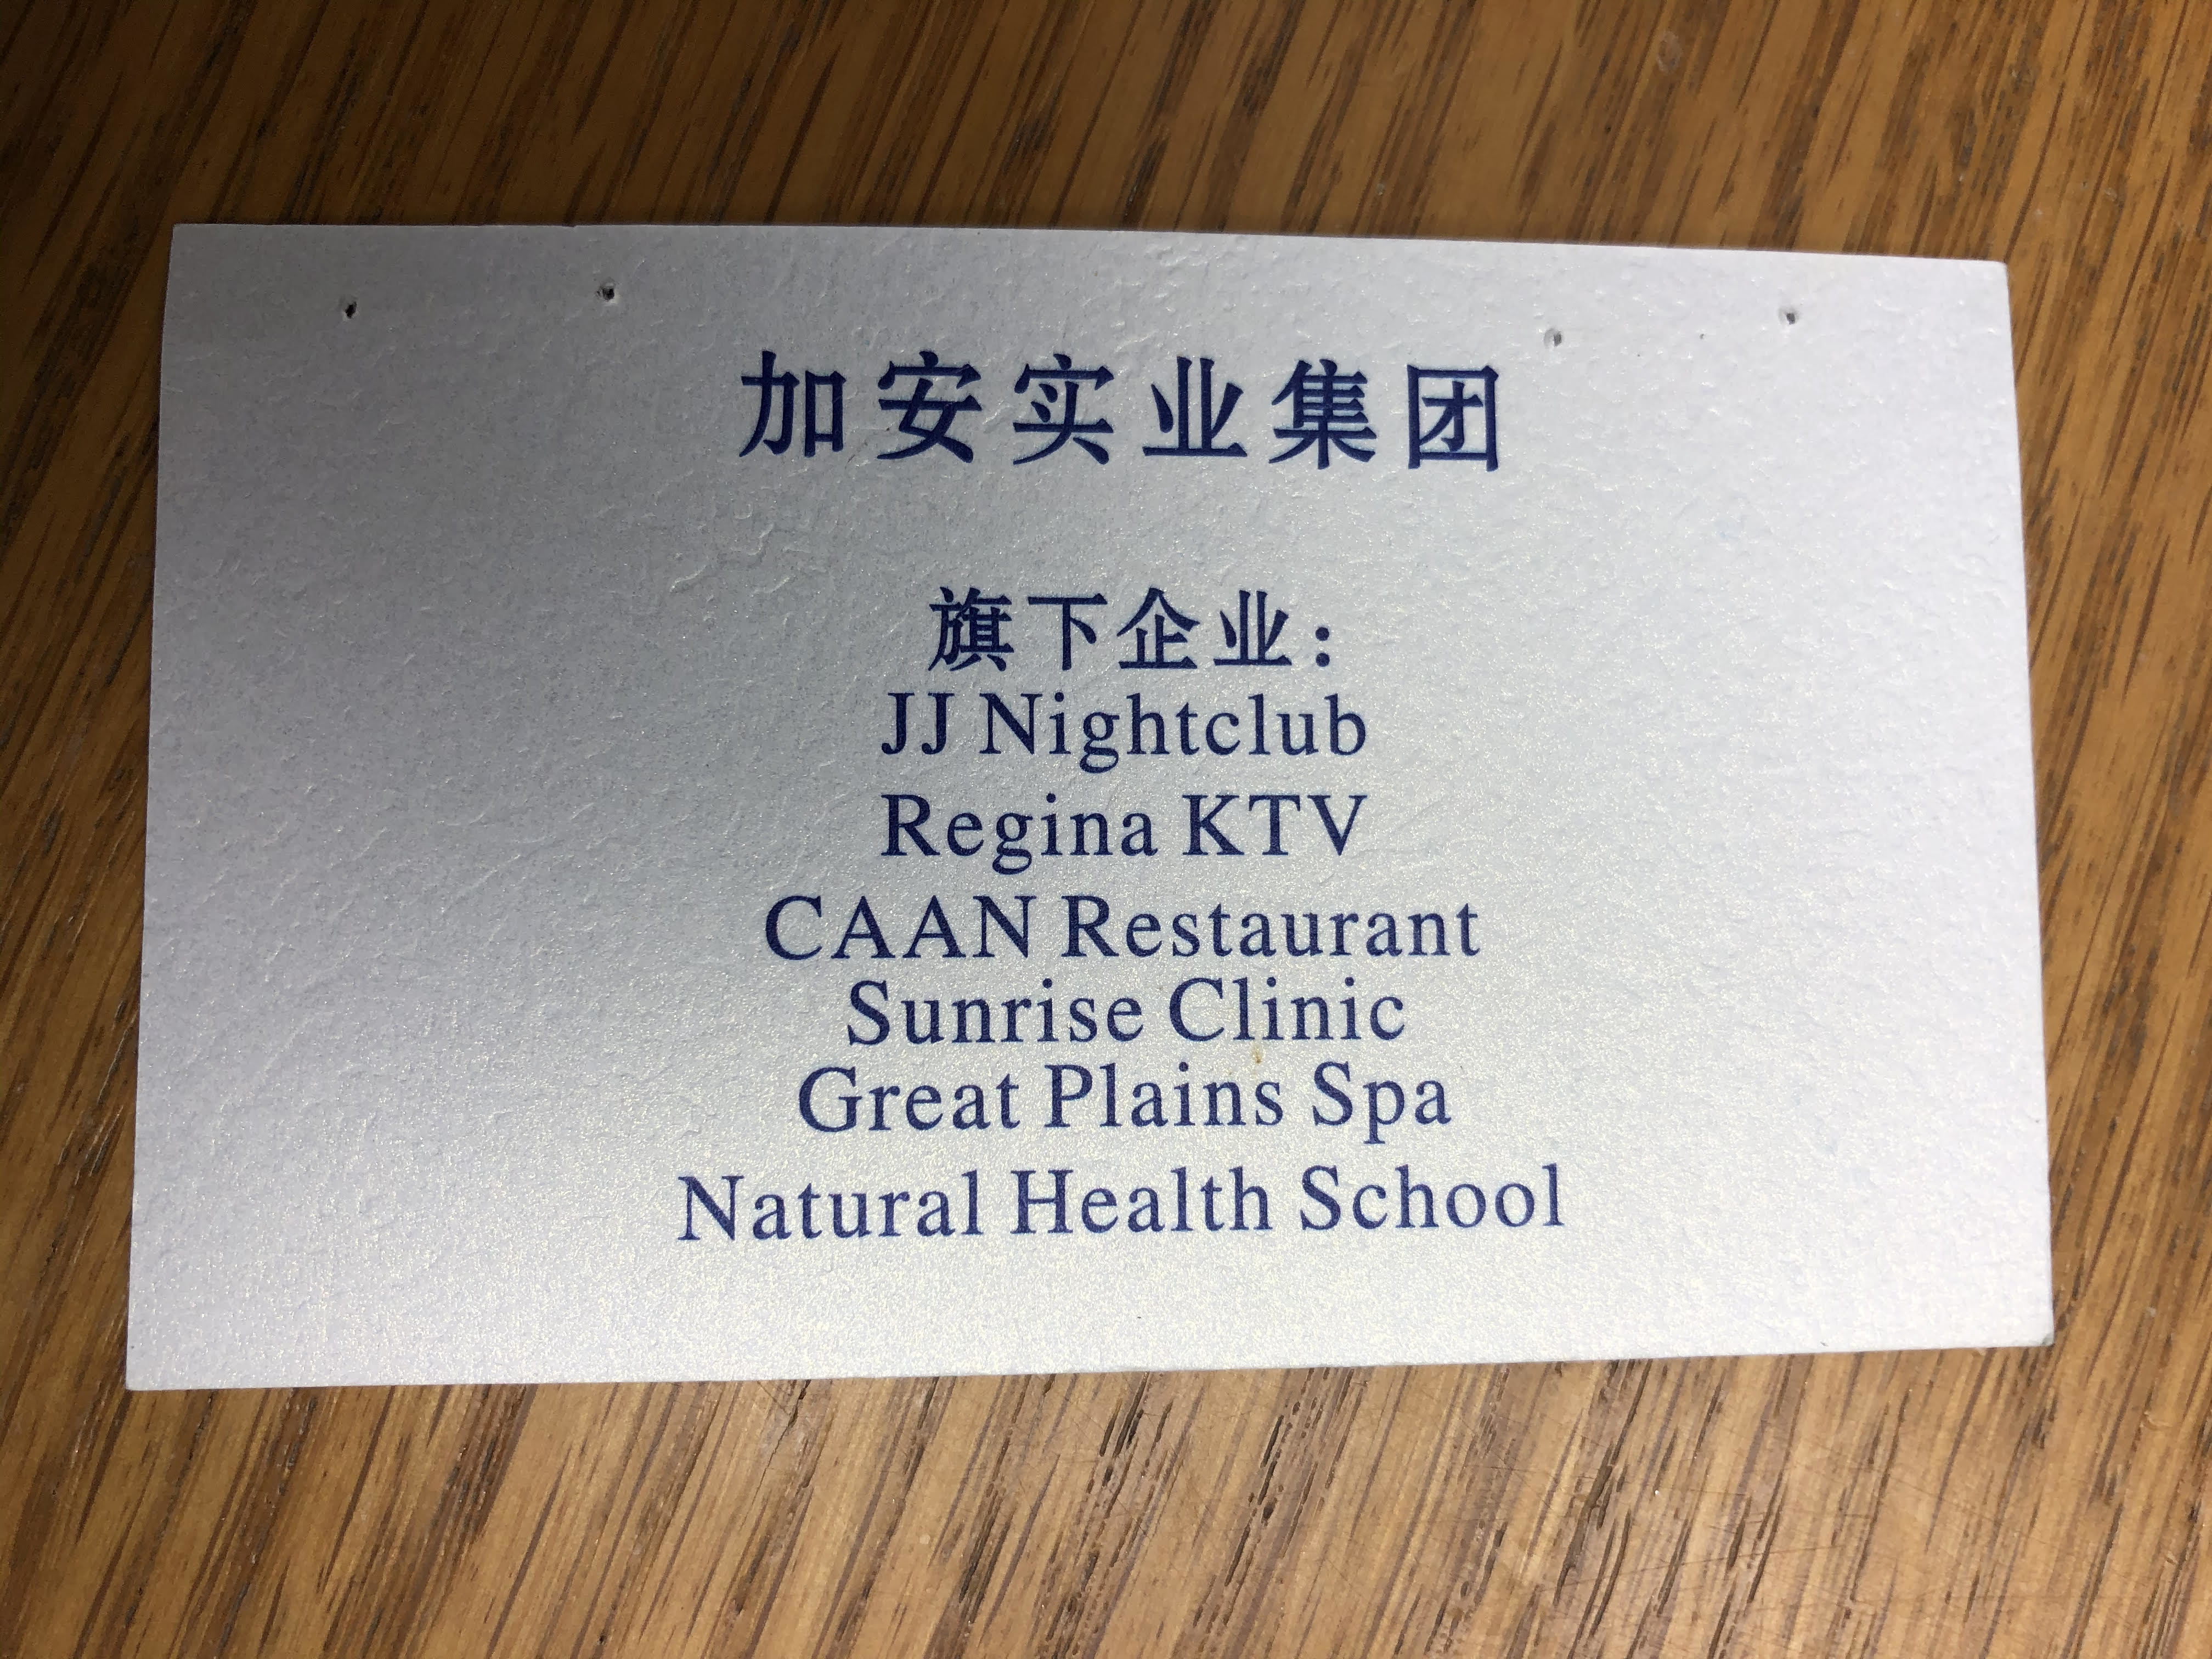 加安实业集团
旗下企业：
JJ Nightclub
Regina KTV
CAAN Restaurant
Sunrise Clinic
Great Plains Spa
Natural Health School